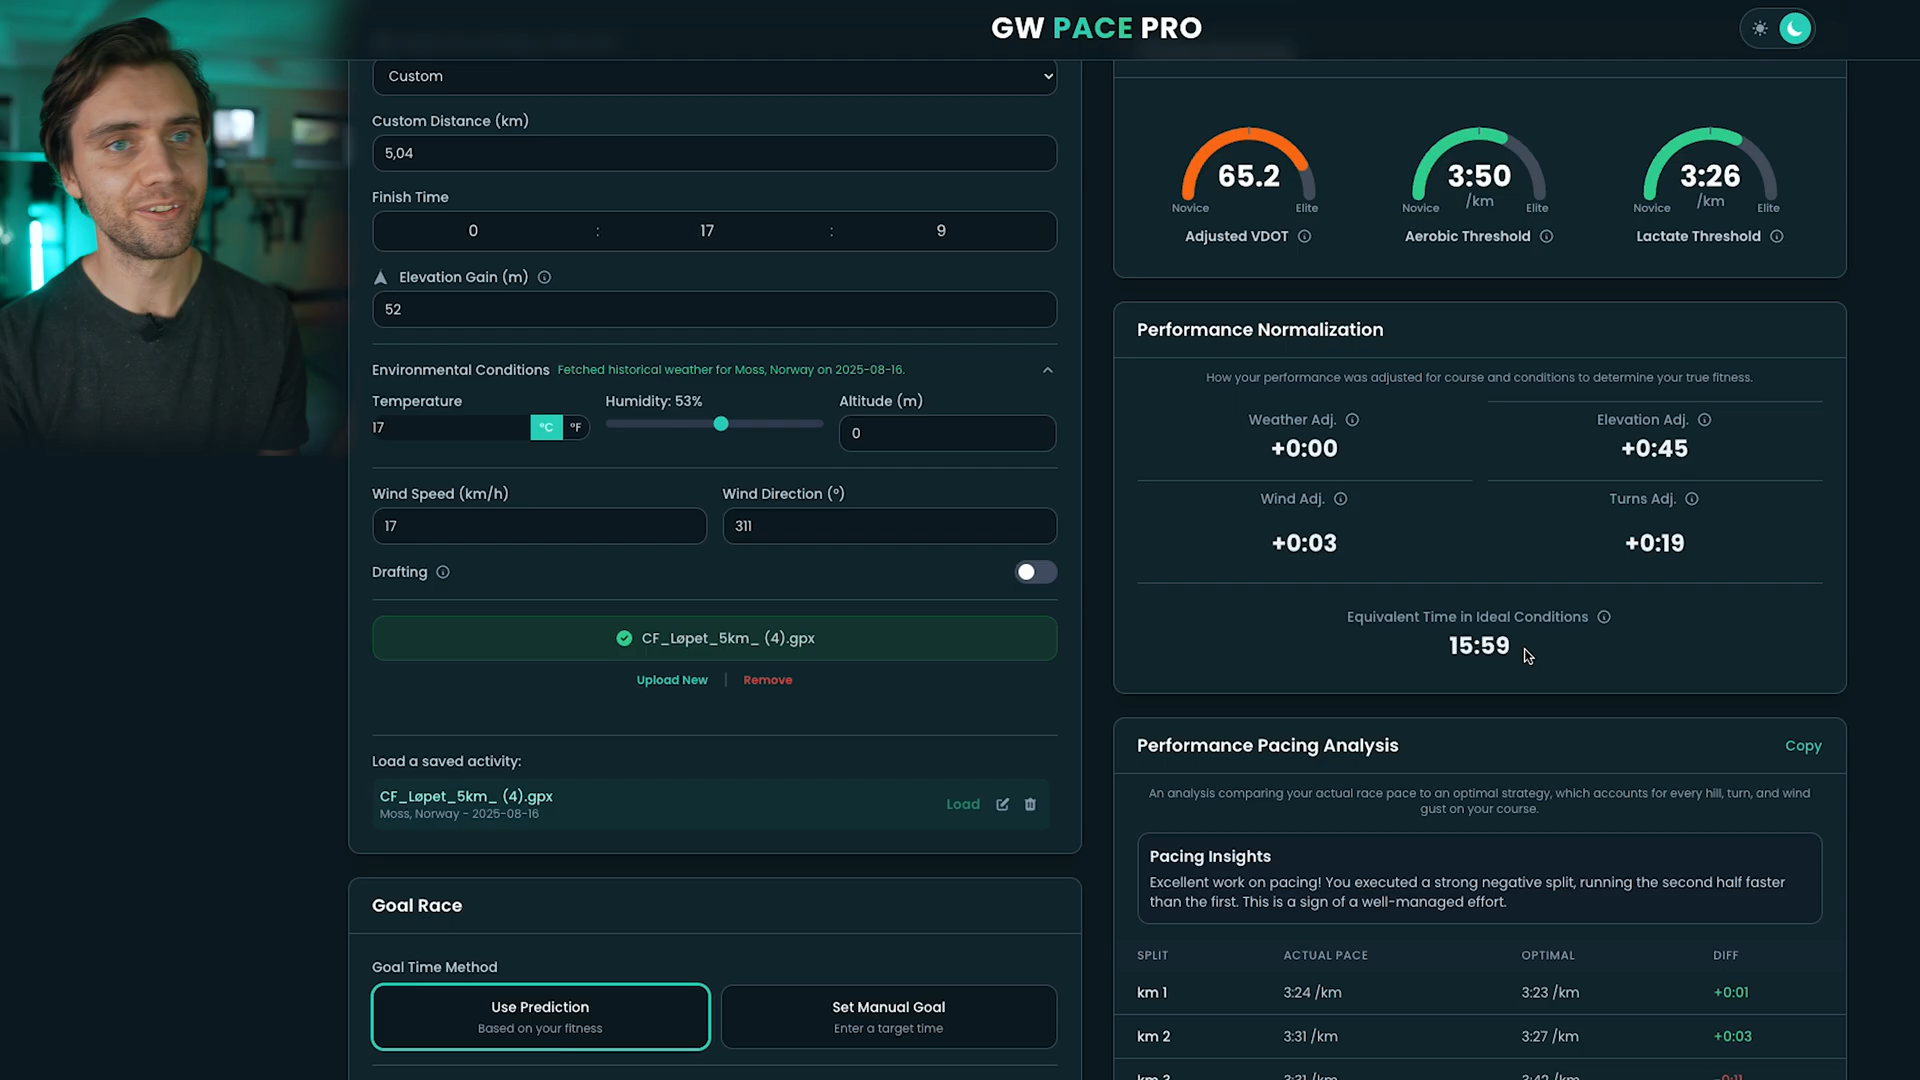 GW PACE PRO
Custom
Custom Distance (km)
5,04
Finish Time
0 : 17 : 9
Elevation Gain (m)
52
Environmental Conditions Fetched historical weather for Moss, Norway on 2025-08-16.
Temperature
17
°C °F
Humidity: 53%
Altitude (m)
0
Wind Speed (km/h)
17
Wind Direction (°)
311
Drafting
CF_Løpet_5km_ (4).gpx
Upload New | Remove
Load a saved activity:
CF_Løpet_5km_ (4).gpx
Moss, Norway - 2025-08-16
Load
Goal Race
Goal Time Method
Use Prediction
Based on your fitness
Set Manual Goal
Enter a target time
65.2
Novice Elite
Adjusted VDOT
3:50
/km
Novice Elite
Aerobic Threshold
3:26
/km
Novice Elite
Lactate Threshold
Performance Normalization
How your performance was adjusted for course and conditions to determine your true fitness.
Weather Adj.
+0:00
Elevation Adj.
+0:45
Wind Adj.
+0:03
Turns Adj.
+0:19
Equivalent Time in Ideal Conditions
15:59
Performance Pacing Analysis Copy
An analysis comparing your actual race pace to an optimal strategy, which accounts for every hill, turn, and wind
gust on your course.
Pacing Insights
Excellent work on pacing! You executed a strong negative split, running the second half faster
than the first. This is a sign of a well-managed effort.
SPLIT ACTUAL PACE OPTIMAL DIFF
km 1 3:24 /km 3:23 /km +0:01
km 2 3:31 /km 3:27 /km +0:03
km 3 3:31 /km 3:42 /km -0:11